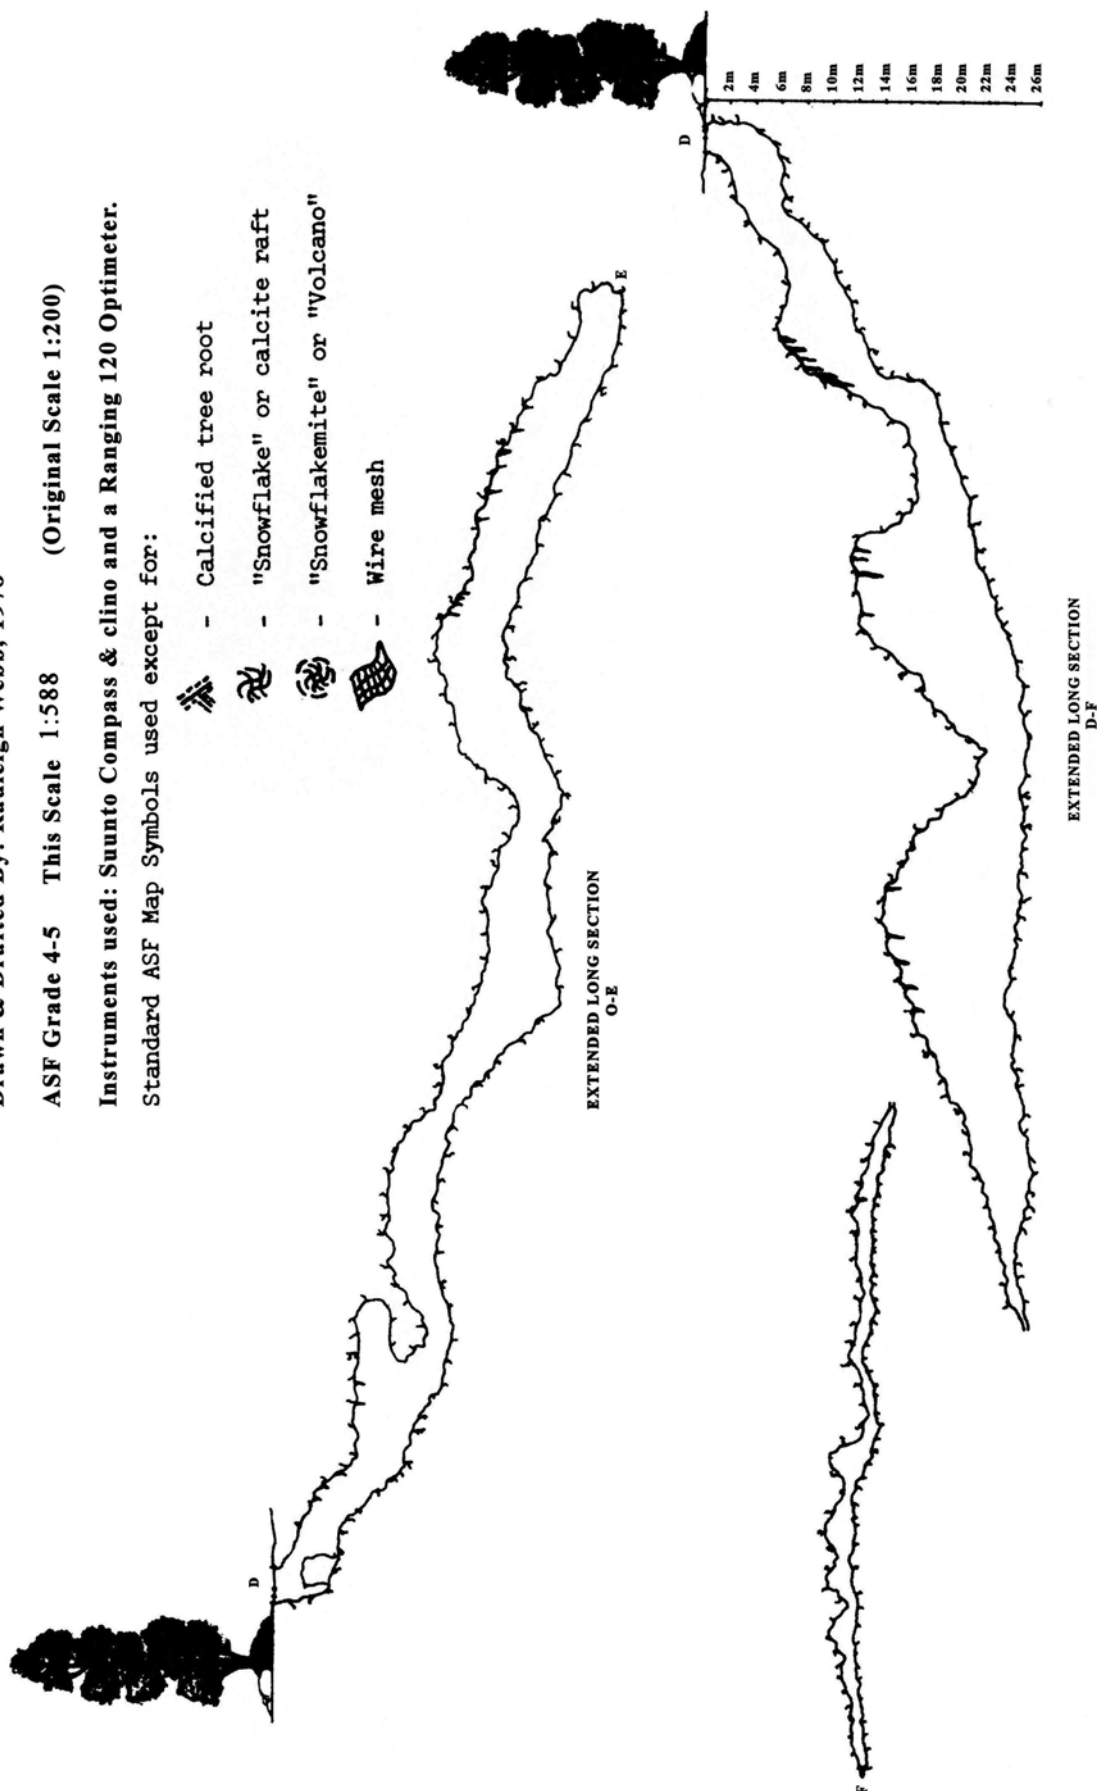 ASF Grade 4-5 This Scale 1:588 (Original Scale 1:200)
Instruments used: Suunto Compass & clino and a Ranging 120 Optimeter.
Standard ASF Map Symbols used except for:
- Calcified tree root
- "Snowflake" or calcite raft
- "Snowflakemite" or "Volcano"
- Wire mesh
D
E
EXTENDED LONG SECTION
O-E
D
2m
4m
6m
10m
12m
14m
16m
18m
20m
22m
24m
26m
F
EXTENDED LONG SECTION
D-F